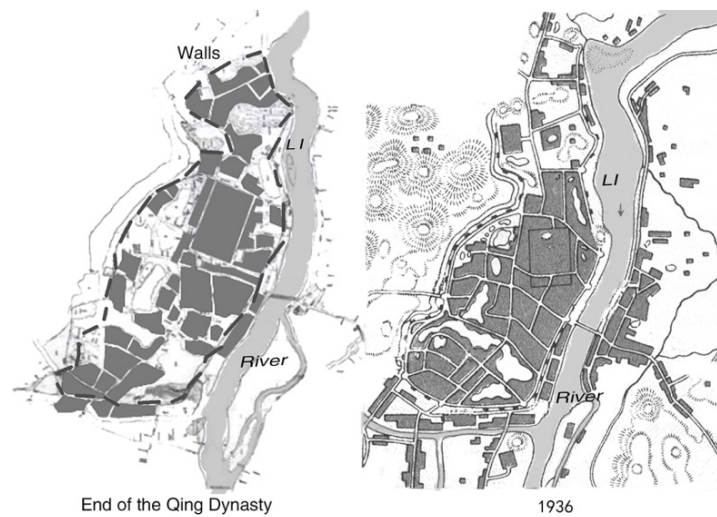 Walls
LI
River
End of the Qing Dynasty
LI
River
1936